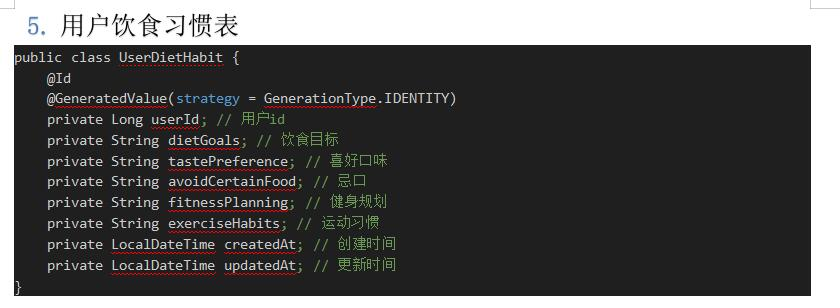 5. 用户饮食习惯表
public class UserDietHabit {
    @Id
    @GeneratedValue(strategy = GenerationType.IDENTITY)
    private Long userId; // 用户id
    private String dietGoals; // 饮食目标
    private String tastePreference; // 喜好口味
    private String avoidCertainFood; // 忌口
    private String fitnessPlanning; // 健身规划
    private String exerciseHabits; // 运动习惯
    private LocalDateTime createdAt; // 创建时间
    private LocalDateTime updatedAt; // 更新时间
}